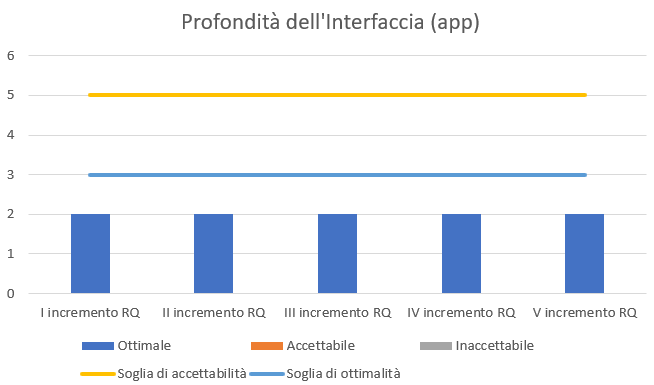 Profondità dell'Interfaccia (app)
6
5
4
3
2
1
0
I incremento RQ II incremento RQ III incremento RQ IV incremento RQ V incremento RQ
Ottimale Accettabile Inaccettabile
Soglia di accettabilità Soglia di ottimalità